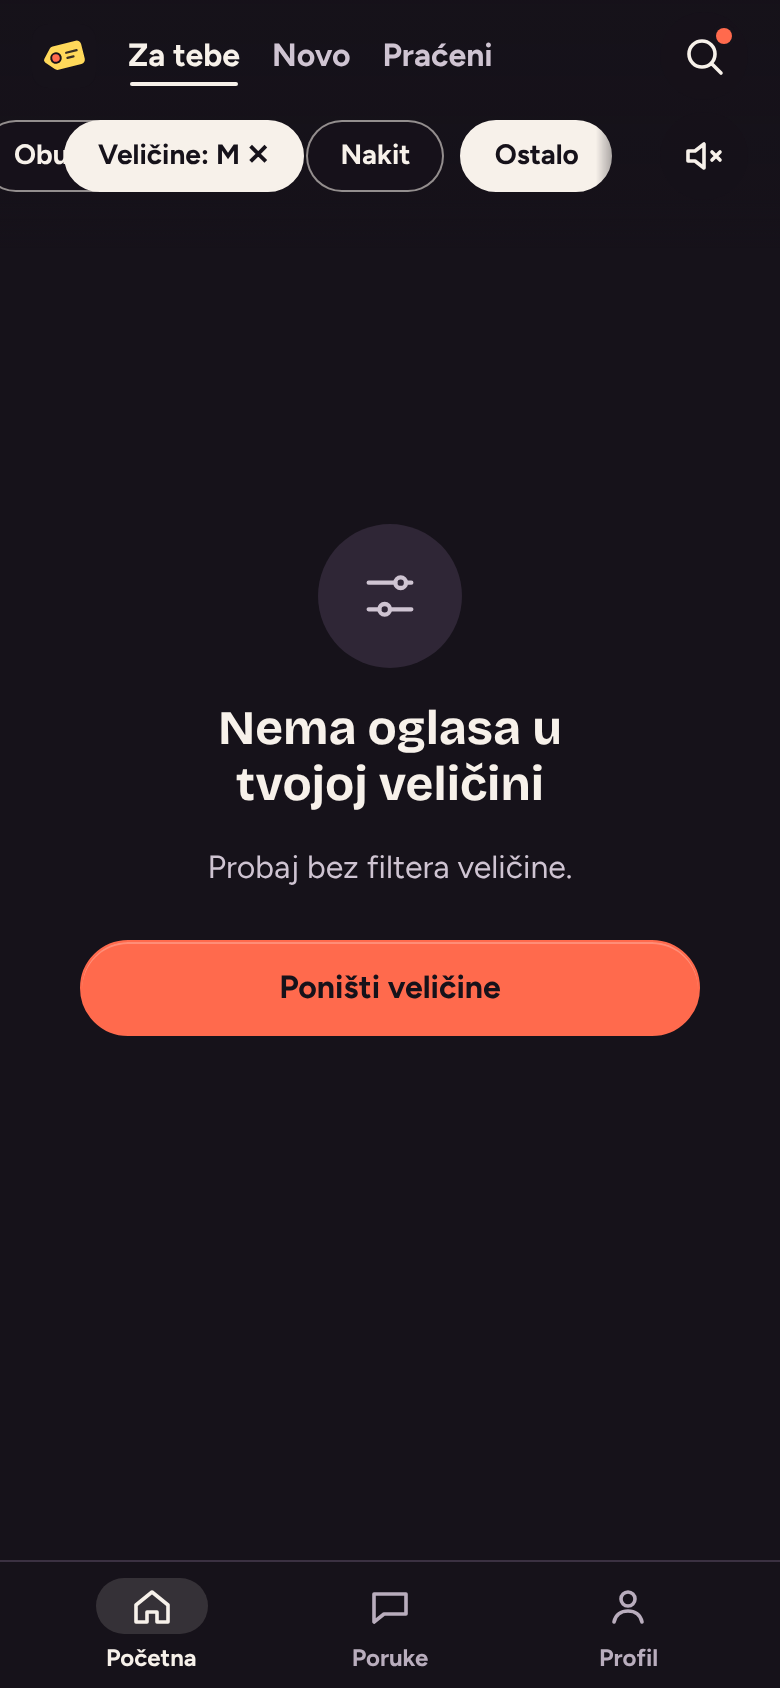 Za tebe Novo Praćeni
Obu Veličine: M ✕ Nakit Ostalo
Nema oglasa u
tvojoj veličini
Probaj bez filtera veličine.
Poništi veličine
Početna Poruke Profil